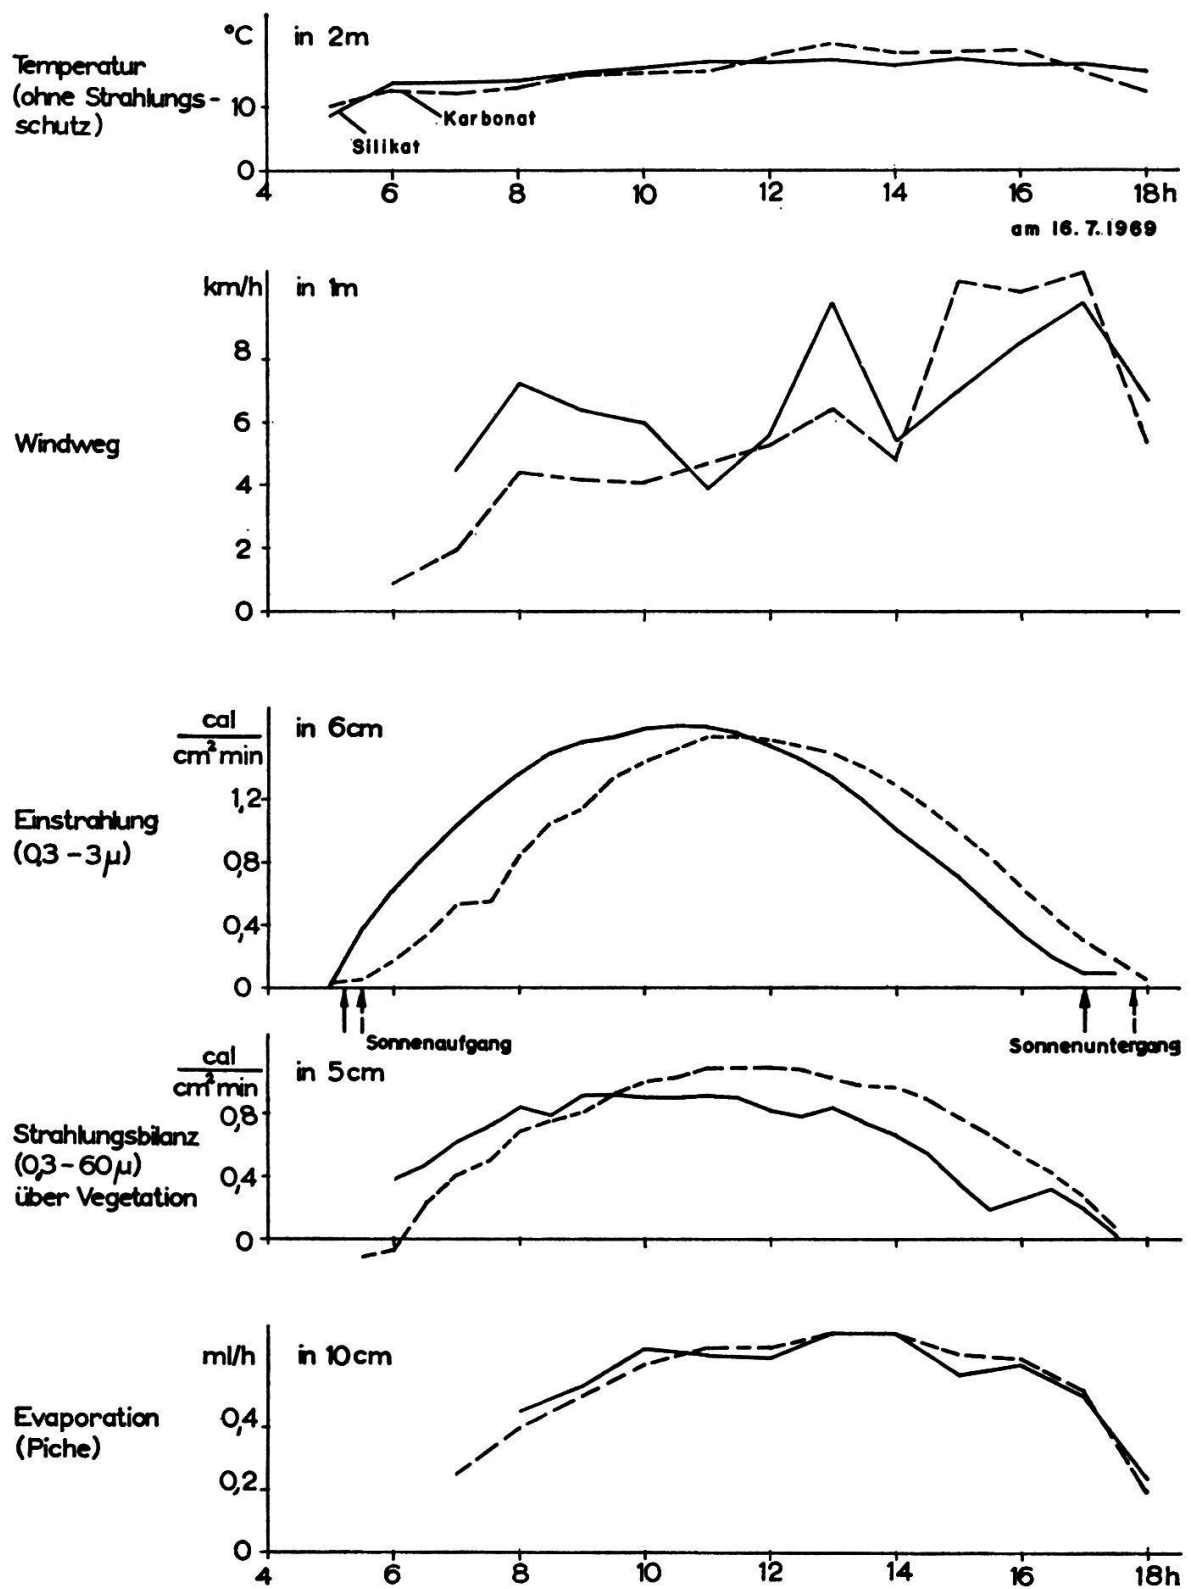 °C in 2m
Temperatur
(ohne Strahlungs-
schutz)
10
Karbonat
Silikat
0
4 6 8 10 12 14 16 18h
am 16.7.1969
km/h in 1m
8
6
Windweg
4
2
0
cal
cm² min
in 6cm
1,2
Einstrahlung
(0,3-3µ)
0,8
0,4
0
Sonnenaufgang
Sonnenuntergang
cal
cm² min
in 5cm
0,8
Strahlungsbilanz
(0,3-60µ)
über Vegetation
0,4
0
ml/h in 10cm
Evaporation
(Piche)
0,4
0,2
0
4 6 8 10 12 14 16 18h